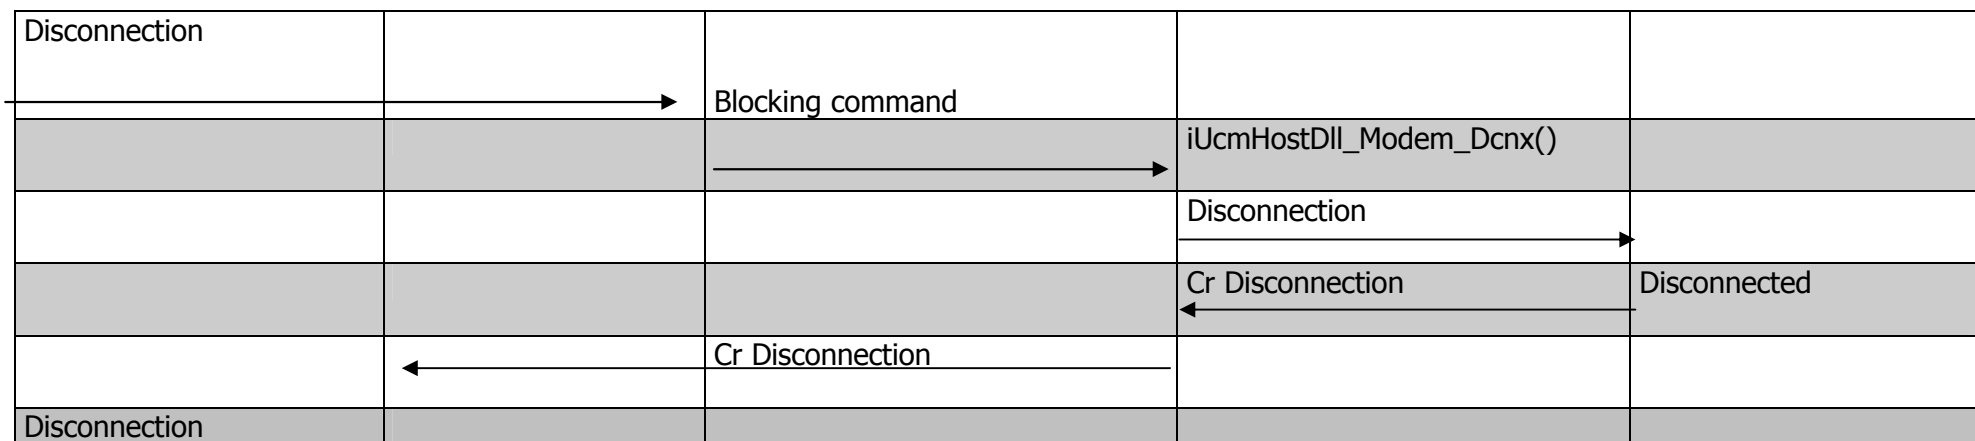 Disconnection
Blocking command
iUcmHostDll_Modem_Dcnx()
Disconnection
Cr Disconnection
Disconnected
Cr Disconnection
Disconnection